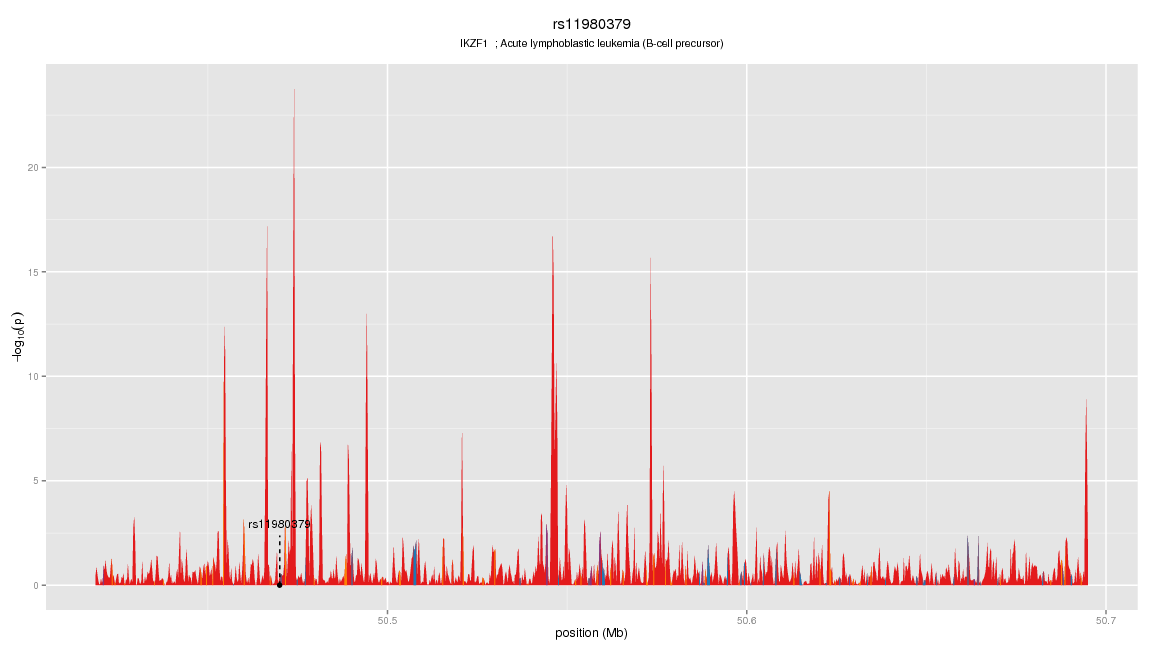 rs11980379
IKZF1 ; Acute lymphoblastic leukemia (B-cell precursor)
20
15
10
5
0
−log10(p)
rs11980379
50.5
50.6
50.7
position (Mb)